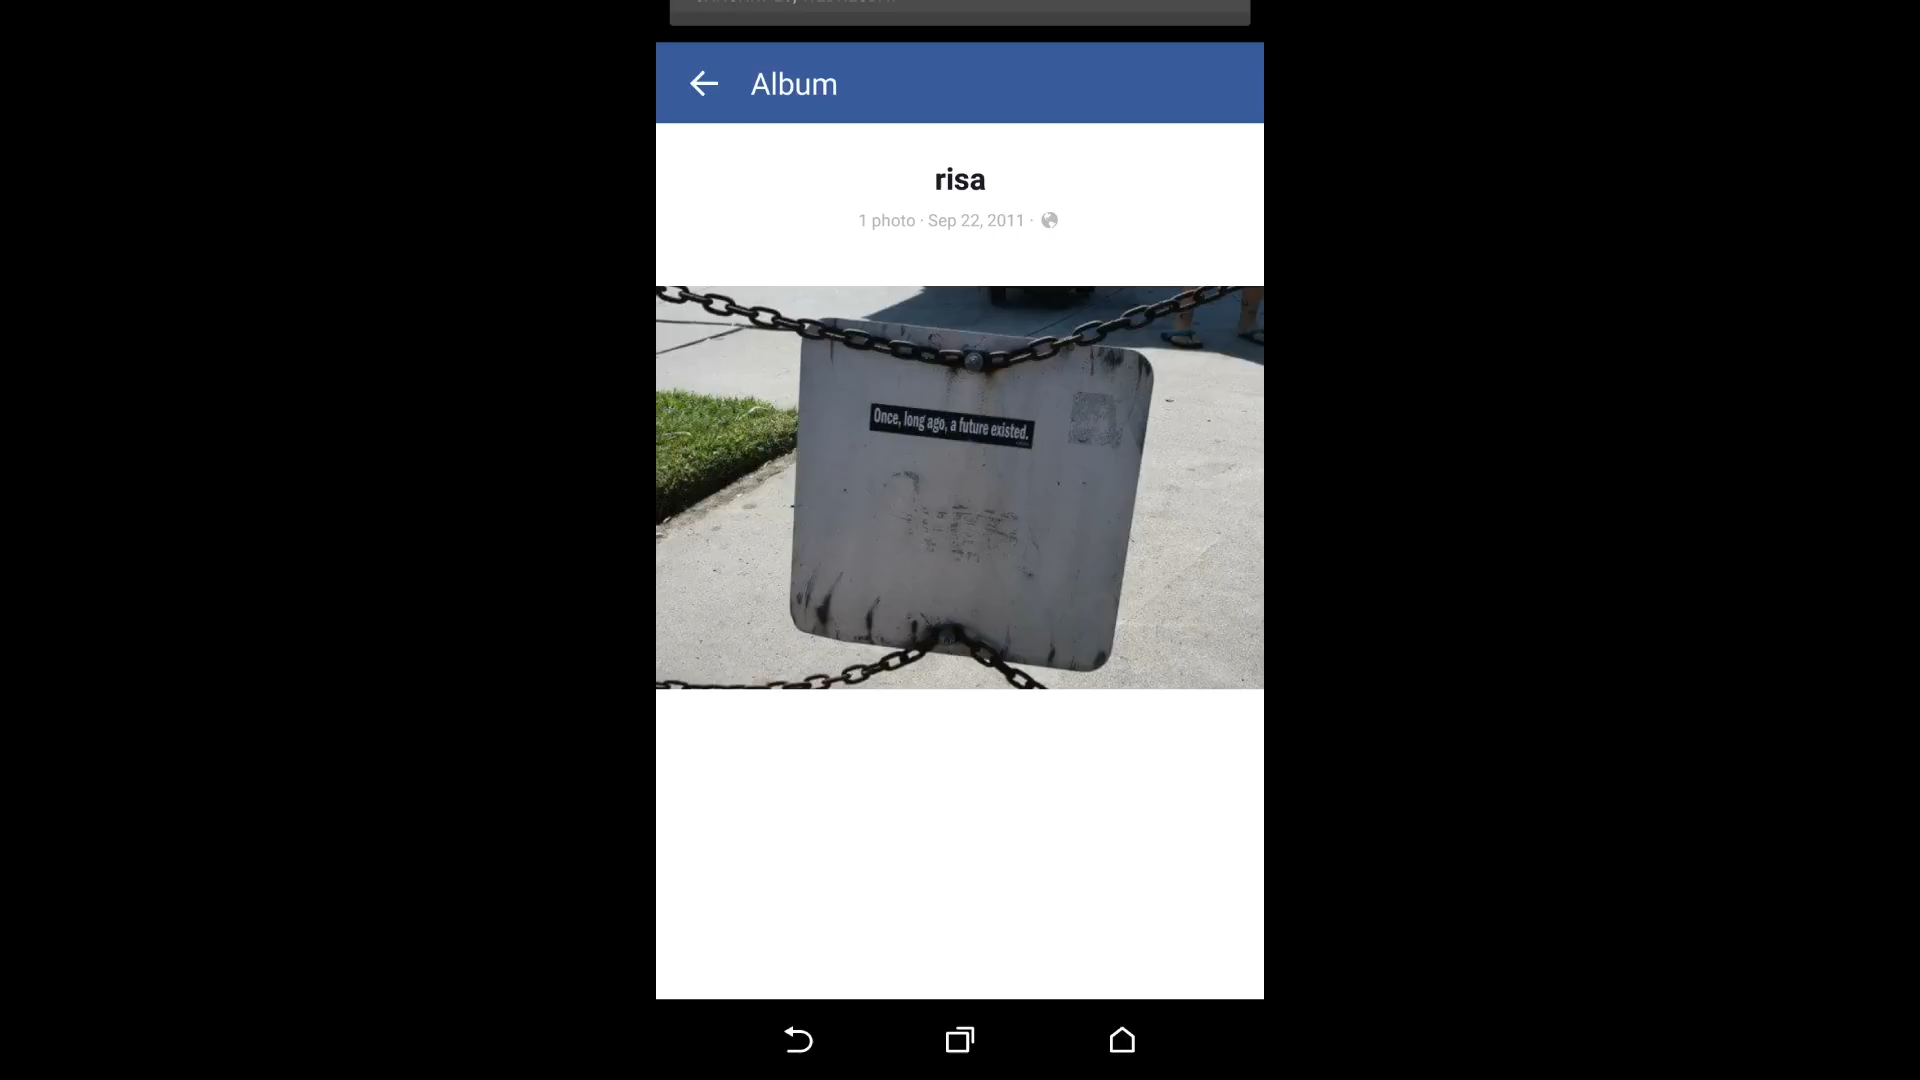 Album
risa
1 photo · Sep 22, 2011 ·
Once, long ago, a future existed.